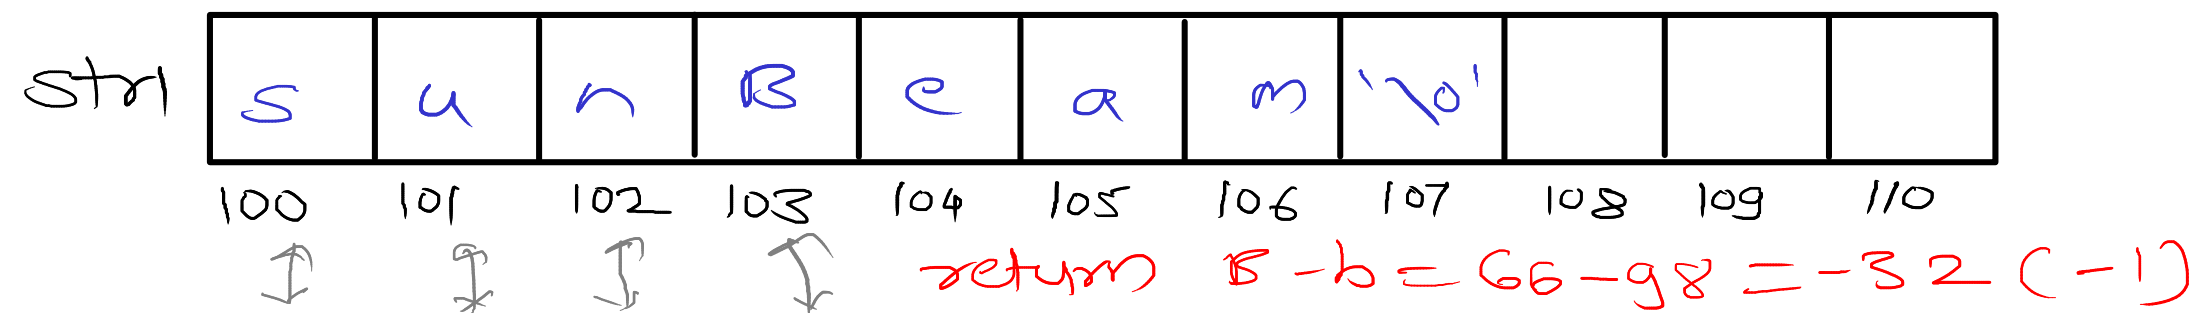 str1 s u n B e a m '\0'
100 101 102 103 104 105 106 107 108 109 110
return B - b = 66 - 98 = -32 (-1)